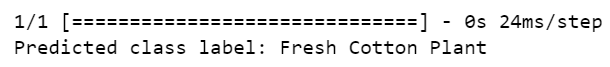 1/1 [==============================] - 0s 24ms/step
Predicted class label: Fresh Cotton Plant